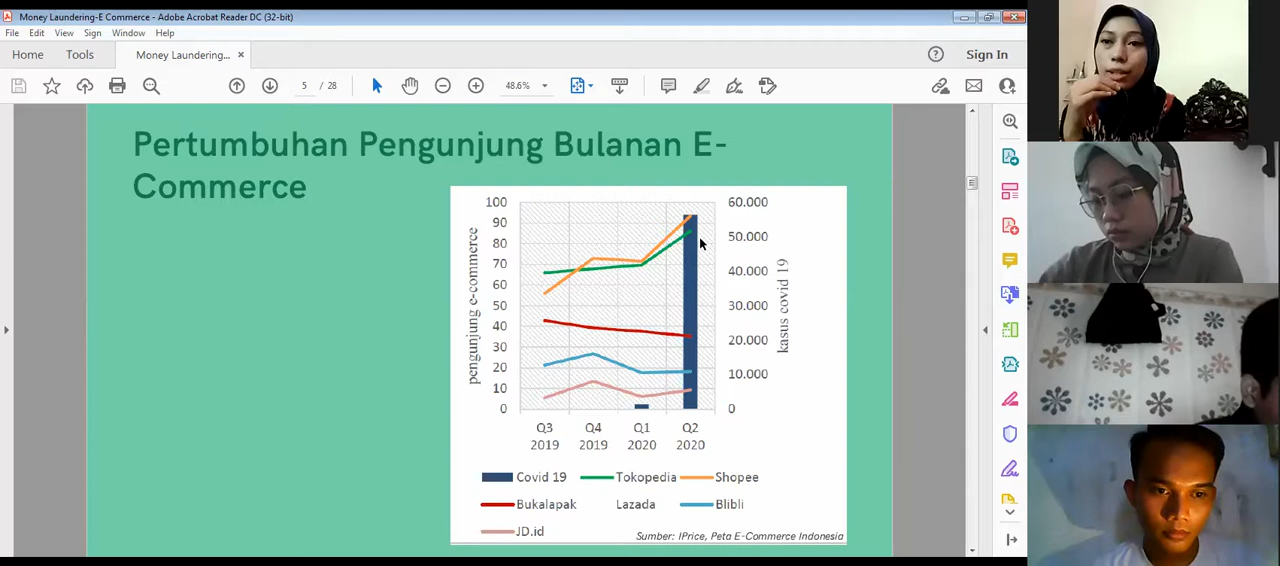 Money Laundering-E Commerce - Adobe Acrobat Reader DC (32-bit)
File Edit View Sign Window Help
Home Tools Money Laundering... × Sign In
5 / 28 48.6%
Pertumbuhan Pengunjung Bulanan E-
Commerce
100
90
80
70
60
50
40
30
20
10
0
pengunjung e-commerce
60.000
50.000
40.000
30.000
20.000
10.000
0
kasus covid 19
Q3 Q4 Q1 Q2
2019 2019 2020 2020
Covid 19 Tokopedia Shopee
Bukalapak Lazada Blibli
JD.id
Sumber: IPrice, Peta E-Commerce Indonesia